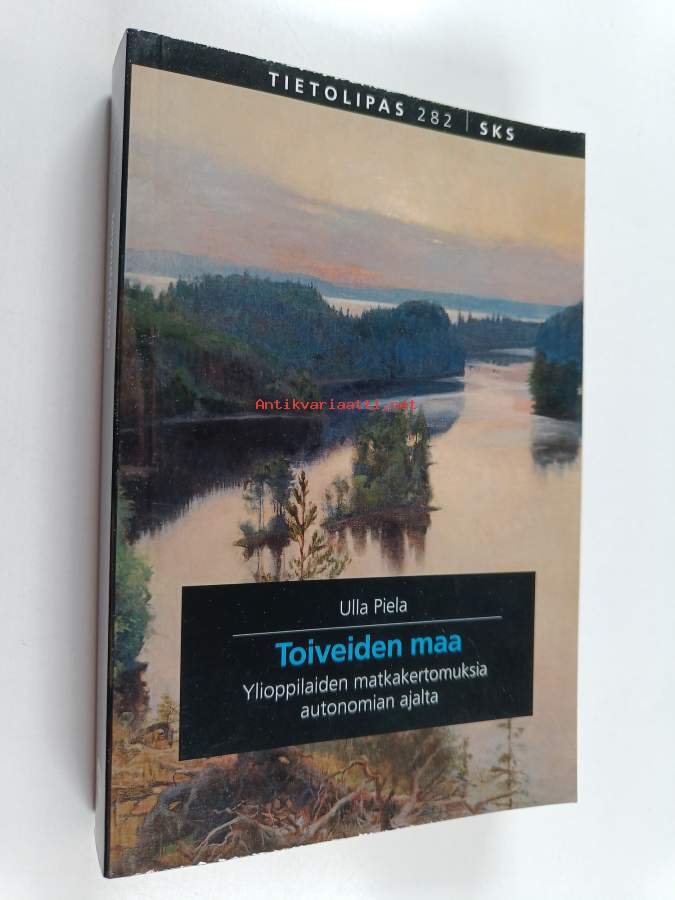 TIETOLIPAS 282 | SKS
Antikvariaatti.net
Ulla Piela
Toiveiden maa
Ylioppilaiden matkakertomuksia
autonomian ajalta